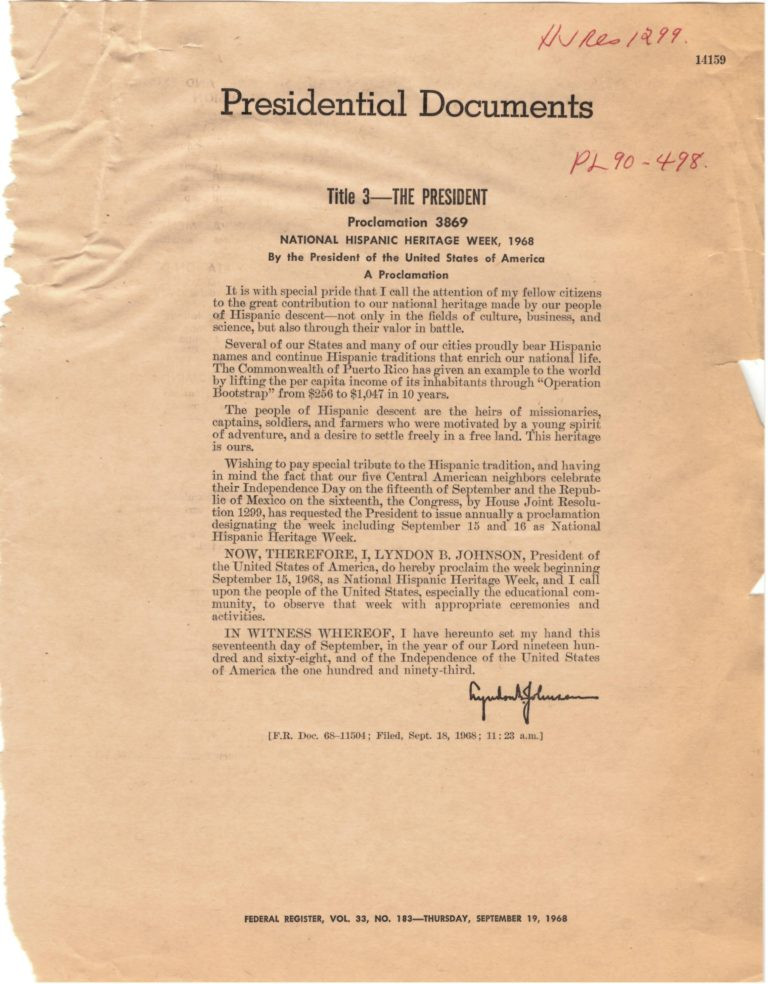 HJ Res 1299.
14159
Presidential Documents
PL 90-498.
Title 3—THE PRESIDENT
Proclamation 3869
NATIONAL HISPANIC HERITAGE WEEK, 1968
By the President of the United States of America
A Proclamation
It is with special pride that I call the attention of my fellow citizens
to the great contribution to our national heritage made by our people
of Hispanic descent—not only in the fields of culture, business, and
science, but also through their valor in battle.
Several of our States and many of our cities proudly bear Hispanic
names and continue Hispanic traditions that enrich our national life.
The Commonwealth of Puerto Rico has given an example to the world
by lifting the per capita income of its inhabitants through “Operation
Bootstrap” from $256 to $1,047 in 10 years.
The people of Hispanic descent are the heirs of missionaries,
captains, soldiers, and farmers who were motivated by a young spirit
of adventure, and a desire to settle freely in a free land. This heritage
is ours.
Wishing to pay special tribute to the Hispanic tradition, and having
in mind the fact that our five Central American neighbors celebrate
their Independence Day on the fifteenth of September and the Repub-
lic of Mexico on the sixteenth, the Congress, by House Joint Resolu-
tion 1299, has requested the President to issue annually a proclamation
designating the week including September 15 and 16 as National
Hispanic Heritage Week.
NOW, THEREFORE, I, LYNDON B. JOHNSON, President of
the United States of America, do hereby proclaim the week beginning
September 15, 1968, as National Hispanic Heritage Week, and I call
upon the people of the United States, especially the educational com-
munity, to observe that week with appropriate ceremonies and
activities.
IN WITNESS WHEREOF, I have hereunto set my hand this
seventeenth day of September, in the year of our Lord nineteen hun-
dred and sixty-eight, and of the Independence of the United States
of America the one hundred and ninety-third.
Lyndon B. Johnson
[F.R. Doc. 68–11504; Filed, Sept. 18, 1968; 11:23 a.m.]
FEDERAL REGISTER, VOL. 33, NO. 183—THURSDAY, SEPTEMBER 19, 1968